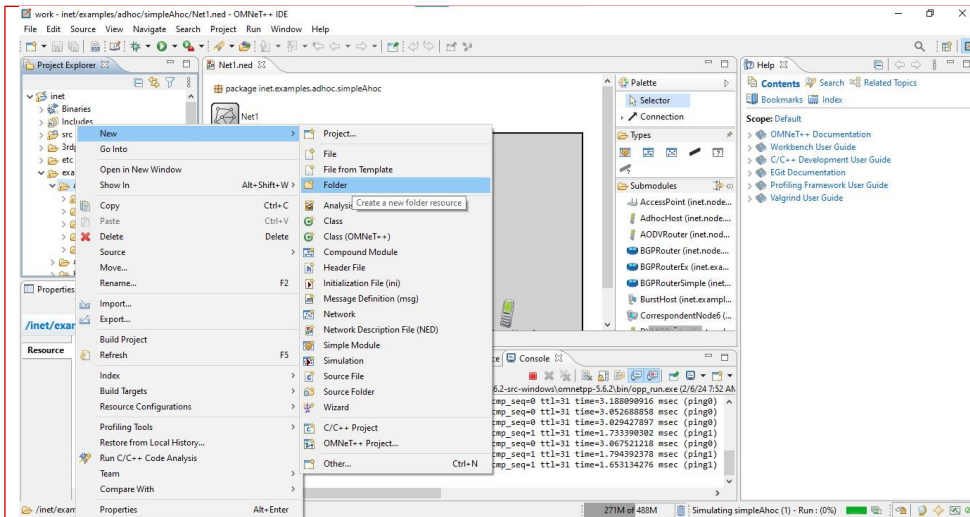 work - inet/examples/adhoc/simpleAhoc/Net1.ned - OMNeT++ IDE
File Edit Source View Navigate Search Project Run Window Help
Project Explorer
inet
Binaries
Includes
src
3rd
etc
exa
Properties
/inet/exar
Resource
/inet/exam
New
Go Into
Open in New Window
Show In Alt+Shift+W >
Copy Ctrl+C
Paste Ctrl+V
Delete Delete
Source
Move...
Rename... F2
Import...
Export...
Build Project
Refresh F5
Index
Build Targets
Resource Configurations
Profiling Tools
Restore from Local History...
Run C/C++ Code Analysis
Team
Compare With
Properties Alt+Enter
Project...
File
File from Template
Folder
Analysi
Create a new folder resource
Class
Class (OMNeT++)
Compound Module
Header File
Initialization File (ini)
Message Definition (msg)
Network
Network Description File (NED)
Simple Module
Simulation
Source File
Source Folder
Wizard
C/C++ Project
OMNeT++ Project...
Other... Ctrl+N
Net1.ned
package inet.examples.adhoc.simpleAhoc
Net1
Palette
Selector
Connection
Types
Submodules
AccessPoint (inet.node...
AdhocHost (inet.node....
AODVRouter (inet.nod...
BGPRouter (inet.node....
BGPRouterEx (inet.exa...
BGPRouterSimple (inet...
BurstHost (inet.exampl...
CorrespondentNode6 (...
ce Console
6.2-src-windows\omnetpp-5.6.2\bin/opp_run.exe (2/6/24 7:52 AM
cmp_seq=0 ttl=31 time=3.188090916 msec (ping0)
cmp_seq=0 ttl=31 time=3.052688858 msec (ping0)
cmp_seq=0 ttl=31 time=3.029427897 msec (ping0)
cmp_seq=1 ttl=31 time=1.733390302 msec (ping1)
cmp_seq=0 ttl=31 time=3.067521218 msec (ping0)
cmp_seq=1 ttl=31 time=1.794392378 msec (ping1)
cmp_seq=1 ttl=31 time=1.653134276 msec (ping1)
Help
Contents Search Related Topics
Bookmarks Index
Scope: Default
OMNeT++ Documentation
Workbench User Guide
C/C++ Development User Guide
EGit Documentation
Profiling Framework User Guide
Valgrind User Guide
271M of 488M
Simulating simpleAhoc (1) - Run : (0%)